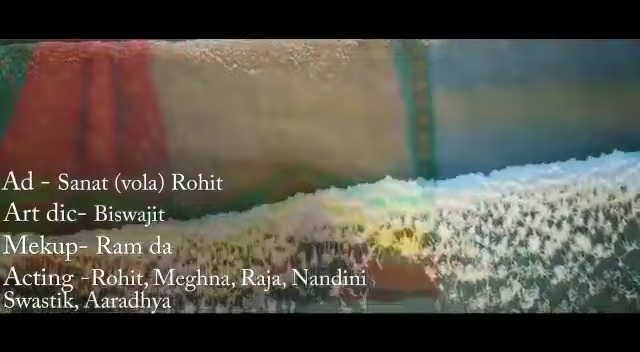 Ad - Sanat (vola) Rohit
Art dic- Biswajit
Mekup- Ram da
Acting -Rohit, Meghna, Raja, Nandini
Swastik, Aaradhya